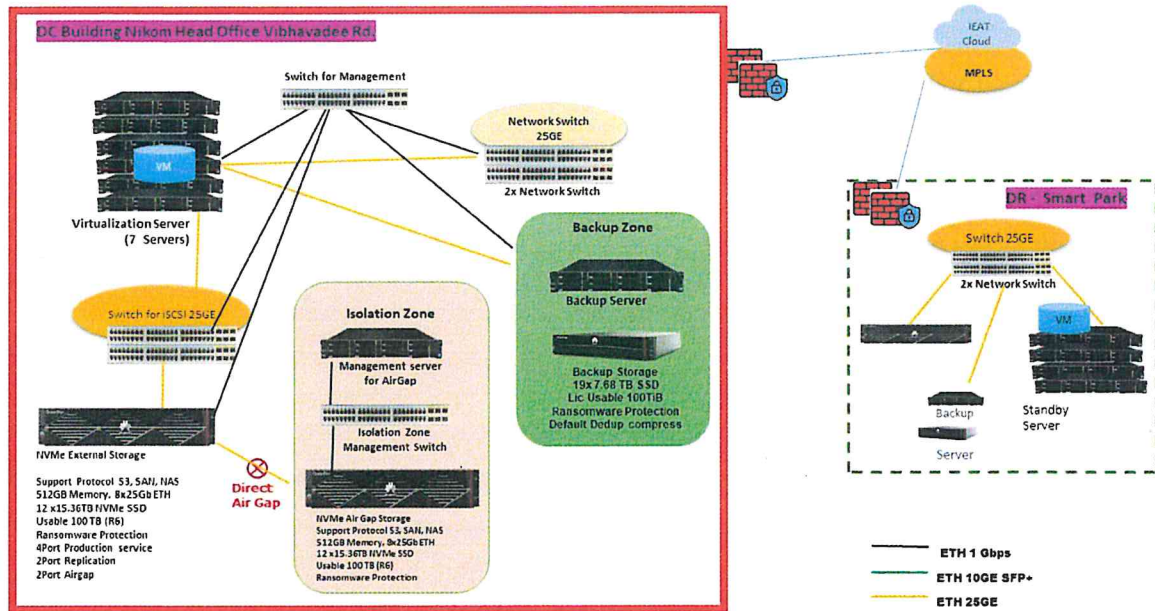 DC Building Nikom Head Office Vibhavadee Rd.
Switch for Management
VM
Virtualization Server
(7 Servers)
Network Switch
25GE
2x Network Switch
Switch for iSCSI 25GE
NVMe External Storage
Support Protocol S3, SAN, NAS
512GB Memory, 8x25Gb ETH
12 x15.36TB NVMe SSD
Usable 100 TB (R6)
Ransomware Protection
4Port Production service
2Port Replication
2Port Airgap
Direct
Air Gap
Isolation Zone
Management server
for AirGap
Isolation Zone
Management Switch
NVMe Air Gap Storage
Support Protocol S3, SAN, NAS
512GB Memory, 8x25Gb ETH
12 x15.36TB NVMe SSD
Usable 100 TB (R6)
Ransomware Protection
Backup Zone
Backup Server
Backup Storage
19x 7.68 TB SSD
Lic Usable 100TiB
Ransomware Protection
Default Dedup compress
IEAT
Cloud
MPLS
DR - Smart Park
Switch 25GE
2x Network Switch
VM
Backup
Server
Standby
Server
ETH 1 Gbps
ETH 10GE SFP+
ETH 25GE